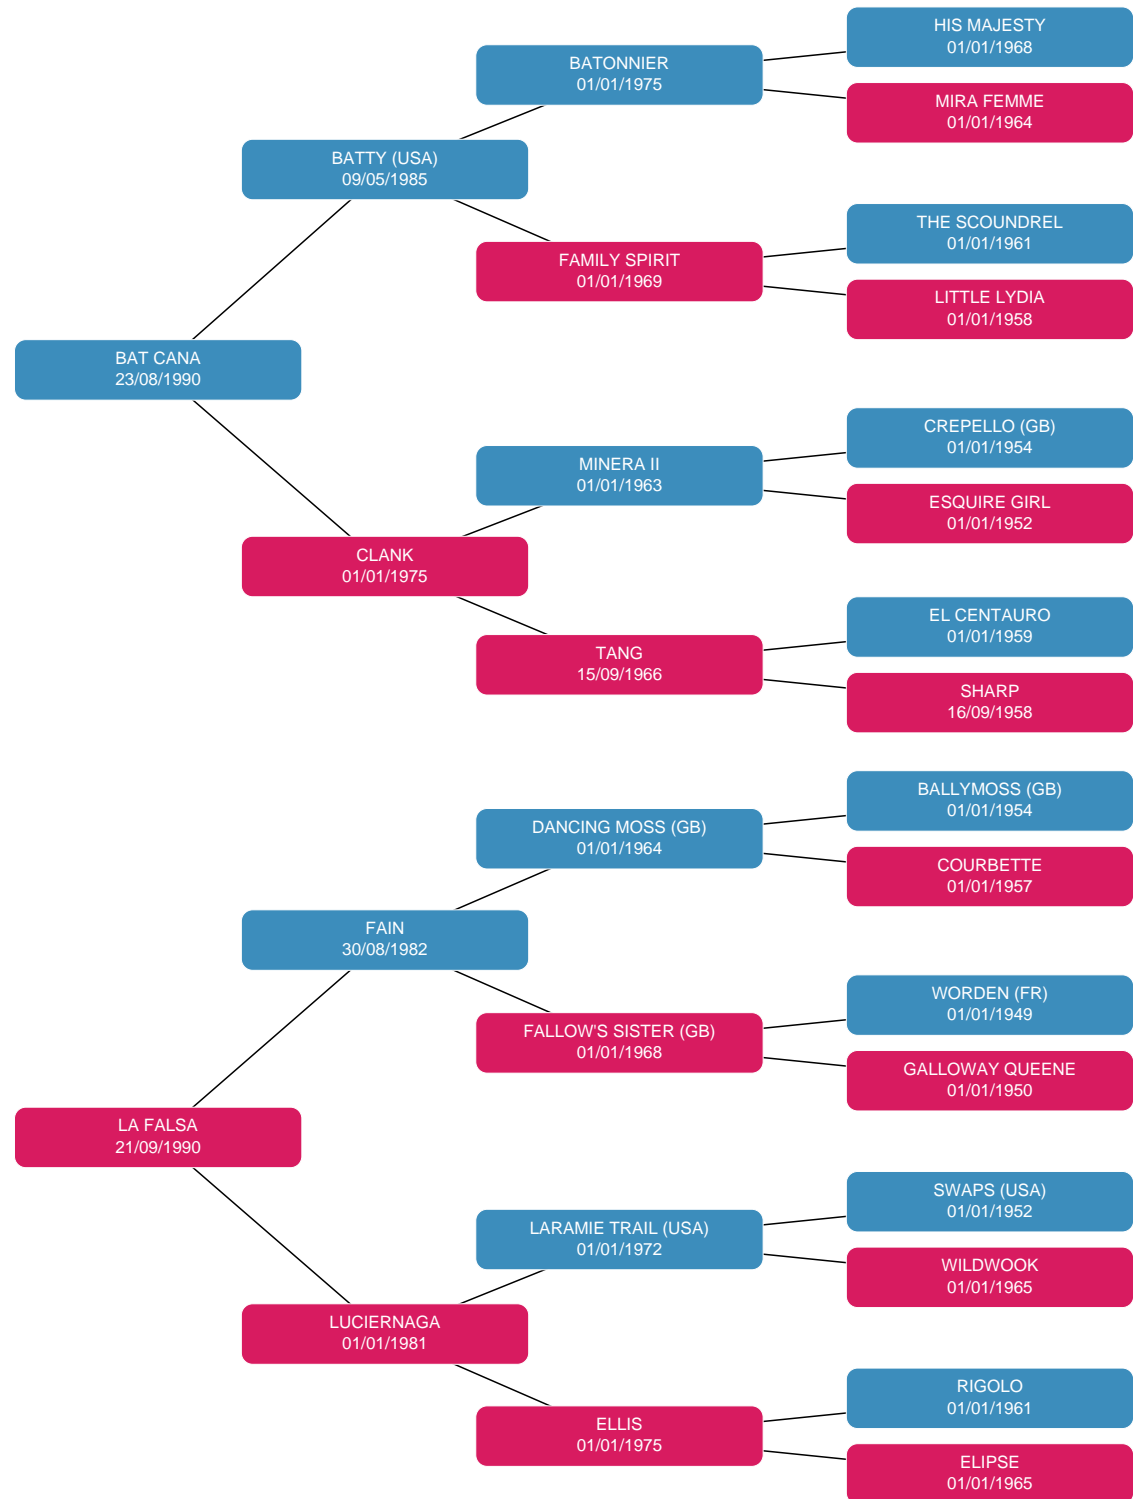 HIS MAJESTY
01/01/1968
BATONNIER
01/01/1975
MIRA FEMME
01/01/1964
BATTY (USA)
09/05/1985
THE SCOUNDREL
01/01/1961
FAMILY SPIRIT
01/01/1969
LITTLE LYDIA
01/01/1958
BAT CANA
23/08/1990
CREPELLO (GB)
01/01/1954
MINERA II
01/01/1963
ESQUIRE GIRL
01/01/1952
CLANK
01/01/1975
EL CENTAURO
01/01/1959
TANG
15/09/1966
SHARP
16/09/1958
BALLYMOSS (GB)
01/01/1954
DANCING MOSS (GB)
01/01/1964
COURBETTE
01/01/1957
FAIN
30/08/1982
WORDEN (FR)
01/01/1949
FALLOW'S SISTER (GB)
01/01/1968
GALLOWAY QUEENE
01/01/1950
LA FALSA
21/09/1990
SWAPS (USA)
01/01/1952
LARAMIE TRAIL (USA)
01/01/1972
WILDWOOK
01/01/1965
LUCIERNAGA
01/01/1981
RIGOLO
01/01/1961
ELLIS
01/01/1975
ELIPSE
01/01/1965